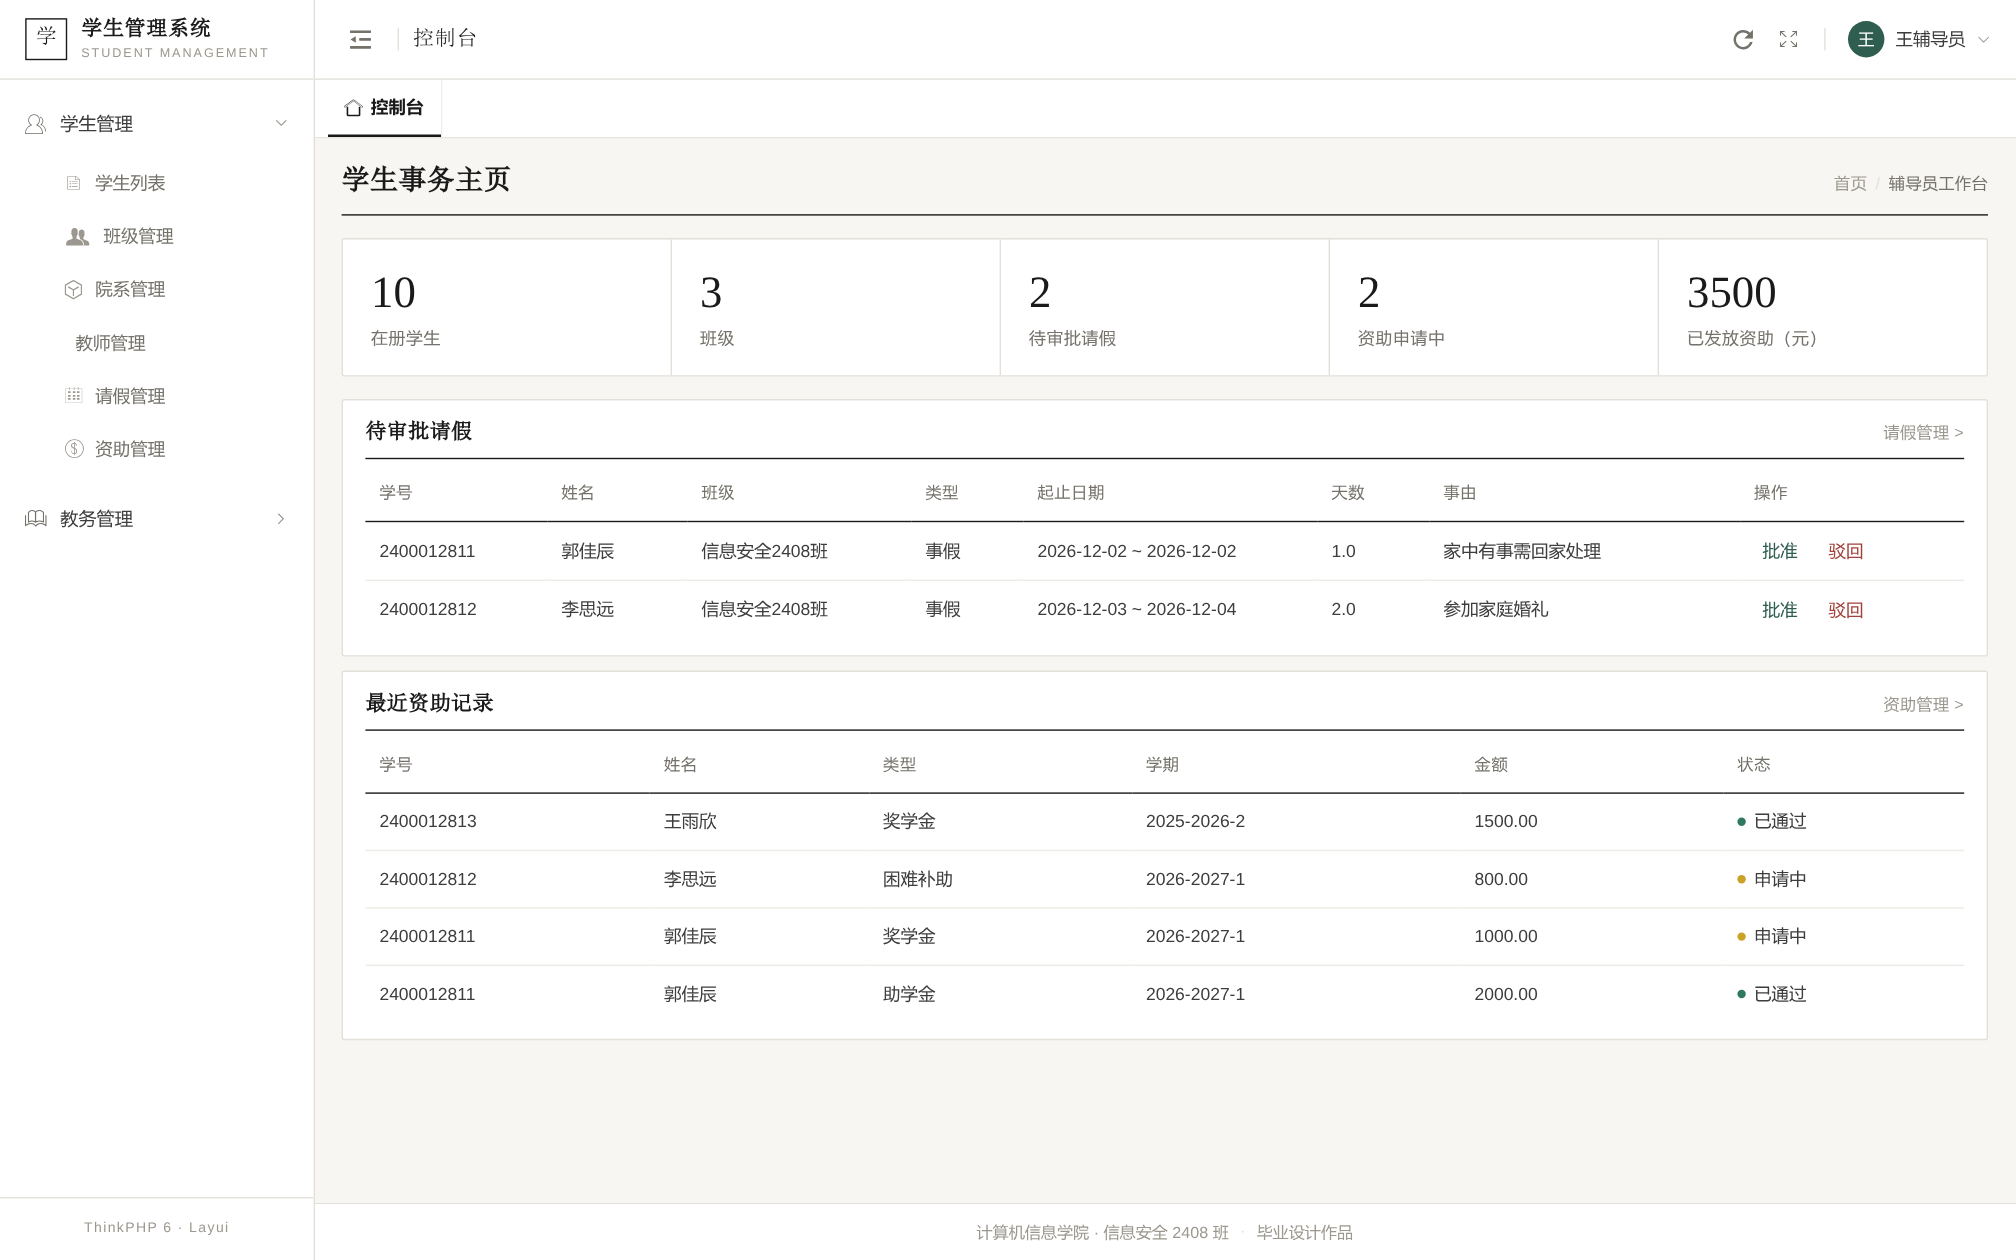 学
学生管理系统
STUDENT MANAGEMENT
控制台
王
王辅导员
学生管理
学生列表
班级管理
院系管理
教师管理
请假管理
资助管理
教务管理
ThinkPHP 6 · Layui
控制台
学生事务主页
首页 / 辅导员工作台
10
在册学生
3
班级
2
待审批请假
2
资助申请中
3500
已发放资助（元）
待审批请假
请假管理 >
学号 姓名 班级 类型 起止日期 天数 事由 操作
2400012811 郭佳辰 信息安全2408班 事假 2026-12-02 ~ 2026-12-02 1.0 家中有事需回家处理 批准 驳回
2400012812 李思远 信息安全2408班 事假 2026-12-03 ~ 2026-12-04 2.0 参加家庭婚礼 批准 驳回
最近资助记录
资助管理 >
学号 姓名 类型 学期 金额 状态
2400012813 王雨欣 奖学金 2025-2026-2 1500.00 已通过
2400012812 李思远 困难补助 2026-2027-1 800.00 申请中
2400012811 郭佳辰 奖学金 2026-2027-1 1000.00 申请中
2400012811 郭佳辰 助学金 2026-2027-1 2000.00 已通过
计算机信息学院 · 信息安全 2408 班 · 毕业设计作品